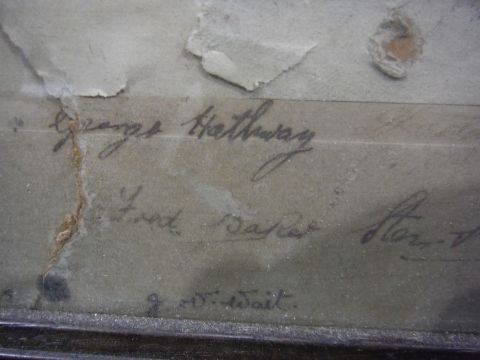 George Hathway
Fred. Baker
g. W. Wait.